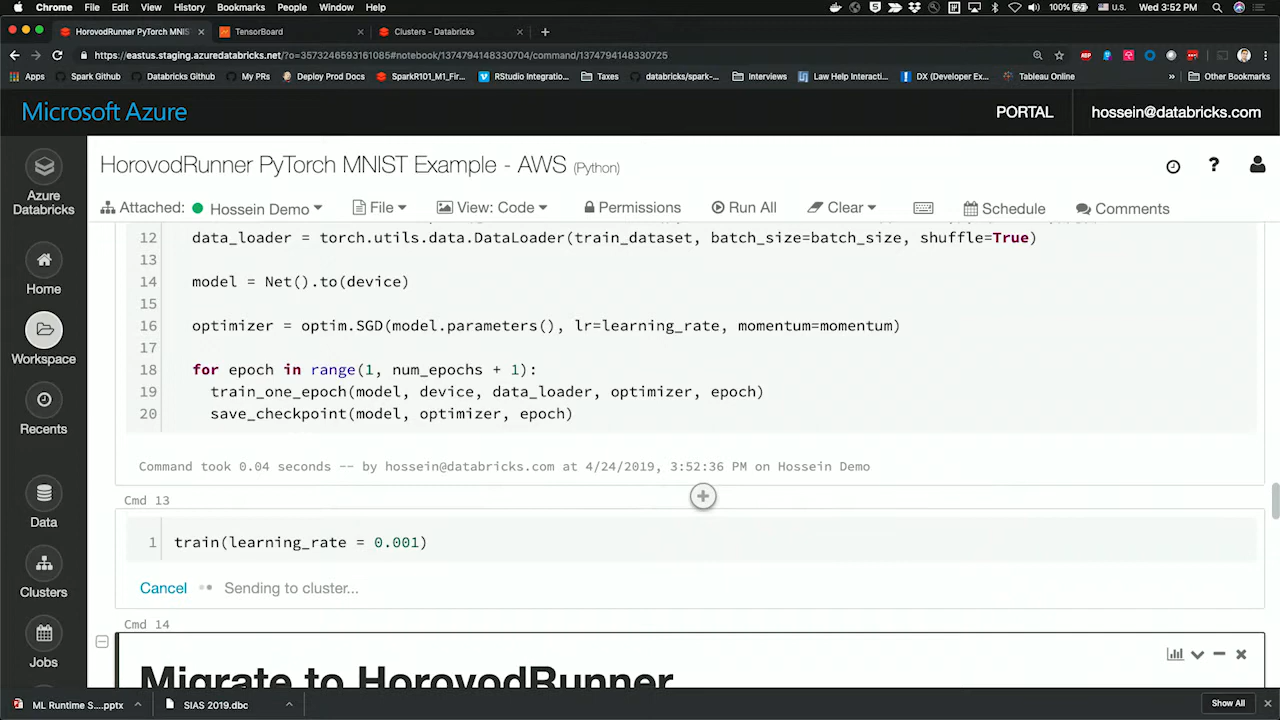 Chrome File Edit View History Bookmarks People Window Help 100% U.S. Wed 3:52 PM
HorovodRunner PyTorch MNIS TensorBoard Clusters - Databricks
https://eastus.staging.azuredatabricks.net/?o=3573246593161085#notebook/1374794148330704/command/1374794148330725
Apps Spark Github Databricks Github My PRs Deploy Prod Docs SparkR101_M1_Fir... RStudio Integratio... Taxes databricks/spark-... Interviews Law Help Interacti... DX (Developer Ex... Tableau Online » Other Bookmarks
Microsoft Azure PORTAL hossein@databricks.com
HorovodRunner PyTorch MNIST Example - AWS (Python)
Attached: Hossein Demo File View: Code Permissions Run All Clear Schedule Comments
12 data_loader = torch.utils.data.DataLoader(train_dataset, batch_size=batch_size, shuffle=True)
13
14 model = Net().to(device)
15
16 optimizer = optim.SGD(model.parameters(), lr=learning_rate, momentum=momentum)
17
18 for epoch in range(1, num_epochs + 1):
19 train_one_epoch(model, device, data_loader, optimizer, epoch)
20 save_checkpoint(model, optimizer, epoch)
Command took 0.04 seconds -- by hossein@databricks.com at 4/24/2019, 3:52:36 PM on Hossein Demo
Cmd 13
1 train(learning_rate = 0.001)
Cancel Sending to cluster...
Cmd 14
Migrate to HorovodRunner
Azure
Databricks
Home
Workspace
Recents
Data
Clusters
Jobs
ML Runtime S....pptx SIAS 2019.dbc Show All